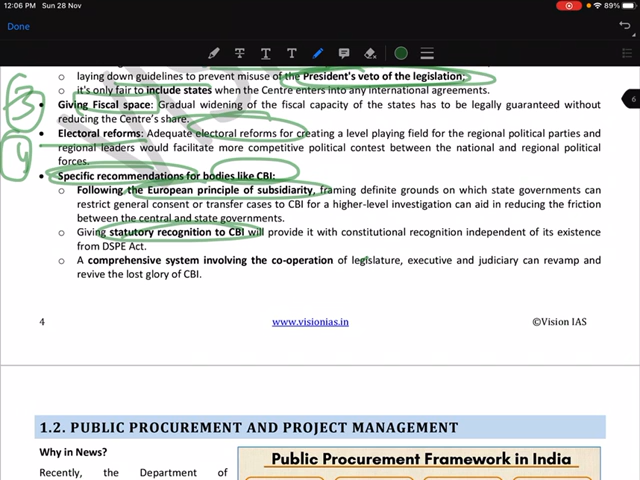 12:06 PM Sun 28 Nov
89%
Done
T T T
o laying down guidelines to prevent misuse of the President's veto of the legislation;
o it's only fair to include states when the Centre enters into any international agreements.
3
• Giving Fiscal space: Gradual widening of the fiscal capacity of the states has to be legally guaranteed without
reducing the Centre's share.
4
• Electoral reforms: Adequate electoral reforms for creating a level playing field for the regional political parties and
regional leaders would facilitate more competitive political contest between the national and regional political
forces.
• Specific recommendations for bodies like CBI:
o Following the European principle of subsidiarity, framing definite grounds on which state governments can
restrict general consent or transfer cases to CBI for a higher-level investigation can aid in reducing the friction
between the central and state governments.
o Giving statutory recognition to CBI will provide it with constitutional recognition independent of its existence
from DSPE Act.
o A comprehensive system involving the co-operation of legislature, executive and judiciary can revamp and
revive the lost glory of CBI.
6
4 www.visionias.in ©Vision IAS
1.2. PUBLIC PROCUREMENT AND PROJECT MANAGEMENT
Why in News?
Recently, the Department of
Public Procurement Framework in India